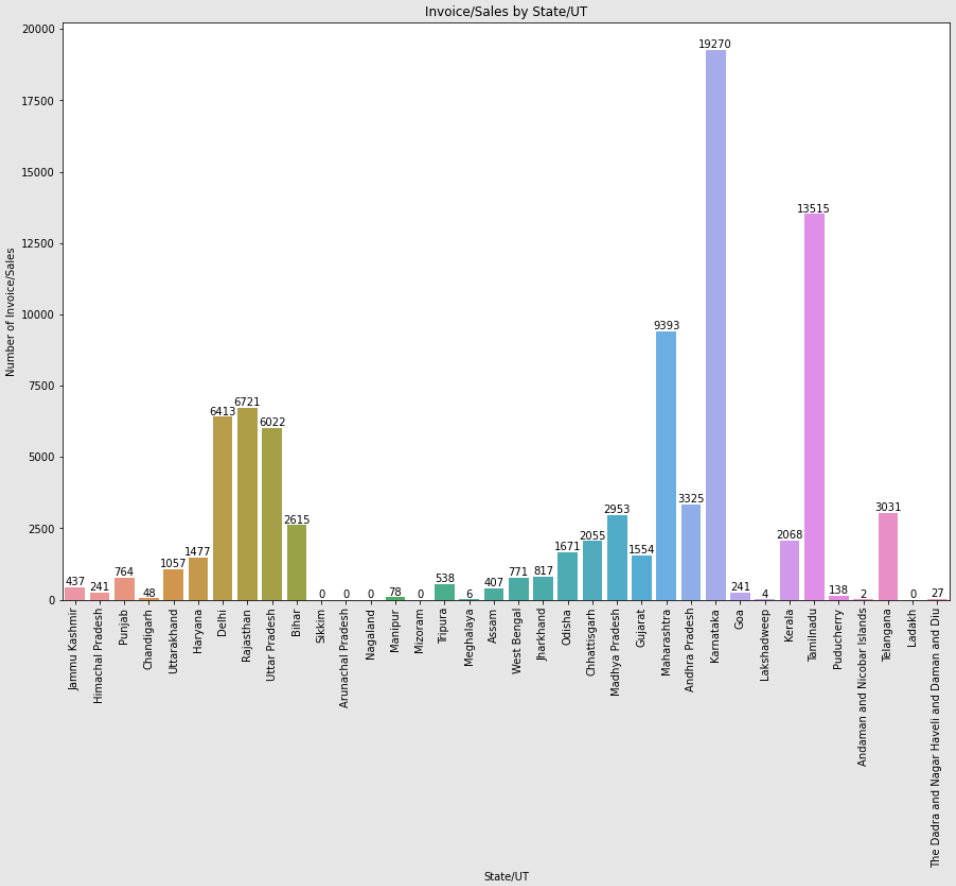 Invoice/Sales by State/UT
Number of Invoice/Sales
20000
17500
15000
12500
10000
7500
5000
2500
0
437
241
764
48
1057
1477
6413
6721
6022
2615
0
0
0
78
0
538
6
407
771
817
1671
2055
2953
1554
9393
3325
19270
241
4
2068
13515
138
2
3031
0
27
Jammu Kashmir
Himachal Pradesh
Punjab
Chandigarh
Uttarakhand
Haryana
Delhi
Rajasthan
Uttar Pradesh
Bihar
Sikkim
Arunachal Pradesh
Nagaland
Manipur
Mizoram
Tripura
Meghalaya
Assam
West Bengal
Jharkhand
Odisha
Chhattisgarh
Madhya Pradesh
Gujarat
Maharashtra
Andhra Pradesh
Karnataka
Goa
Lakshadweep
Kerala
Tamilnadu
Puducherry
Andaman and Nicobar Islands
Telangana
Ladakh
The Dadra and Nagar Haveli and Daman and Diu
State/UT